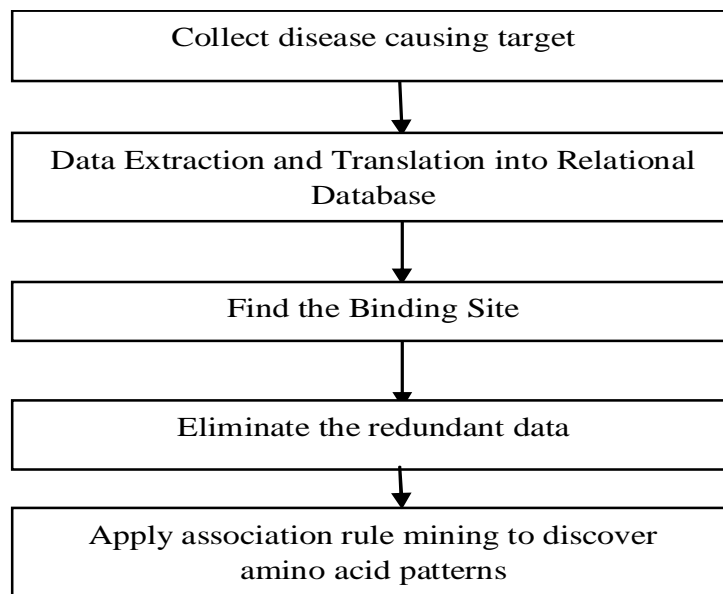 Collect disease causing target
Data Extraction and Translation into Relational
Database
Find the Binding Site
Eliminate the redundant data
Apply association rule mining to discover
amino acid patterns